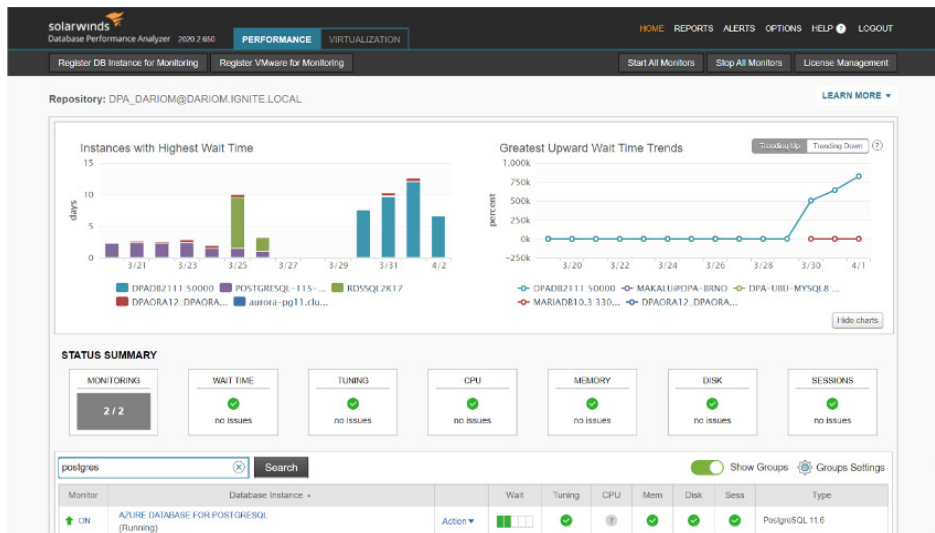 solarwinds
Database Performance Analyzer 2020.2.650
PERFORMANCE VIRTUALIZATION
HOME REPORTS ALERTS OPTIONS HELP ? LOGOUT
Register DB Instance for Monitoring Register VMware for Monitoring Start All Monitors Stop All Monitors License Management
Repository: DPA_DARIOM@DARIOM.IGNITE.LOCAL
LEARN MORE
Instances with Highest Wait Time
15
10
5
0
days
3/21 3/23 3/25 3/27 3/29 3/31 4/2
DPADB2111:50000 POSTGRESQL-115-... RDSSQL2K17
DPAORA12..DPAORA... aurora-pg11.clu...
Greatest Upward Wait Time Trends
Trending Up Trending Down ?
1,000k
750k
500k
250k
0k
-250k
percent
3/20 3/22 3/24 3/26 3/28 3/30 4/1
DPADB2111:50000 MAKALU@DPA-BRNO DPA-UBU-MYSQL8 ...
MARIADB10.3:330... DPAORA12..DPAORA...
Hide charts
STATUS SUMMARY
MONITORING WAIT TIME TUNING CPU MEMORY DISK SESSIONS
2 / 2 no issues no issues no issues no issues no issues no issues
postgres Search Show Groups Groups Settings
Monitor Database Instance Wait Tuning CPU Mem Disk Sess Type
ON AZURE DATABASE FOR POSTGRESQL Action ? PostgreSQL 11.6
(Running)